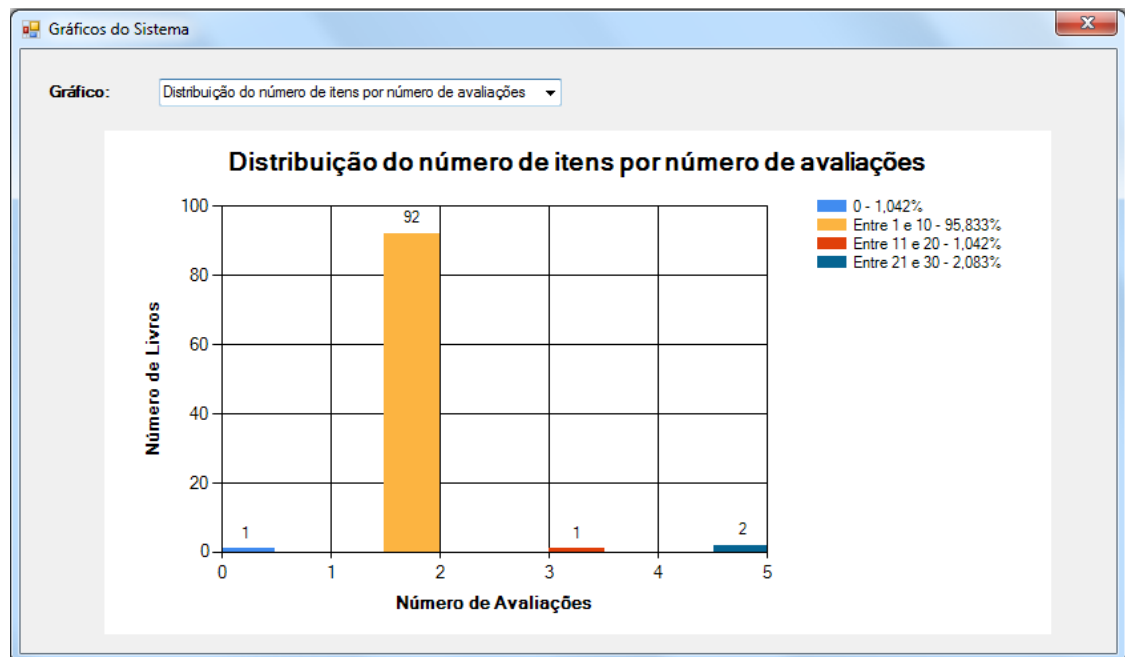 Gráficos do Sistema
Gráfico:
Distribuição do número de itens por número de avaliações
Distribuição do número de itens por número de avaliações
0 - 1,042%
Entre 1 e 10 - 95,833%
Entre 11 e 20 - 1,042%
Entre 21 e 30 - 2,083%
Número de Livros
100
80
60
40
20
0
92
1
1
2
0 1 2 3 4 5
Número de Avaliações